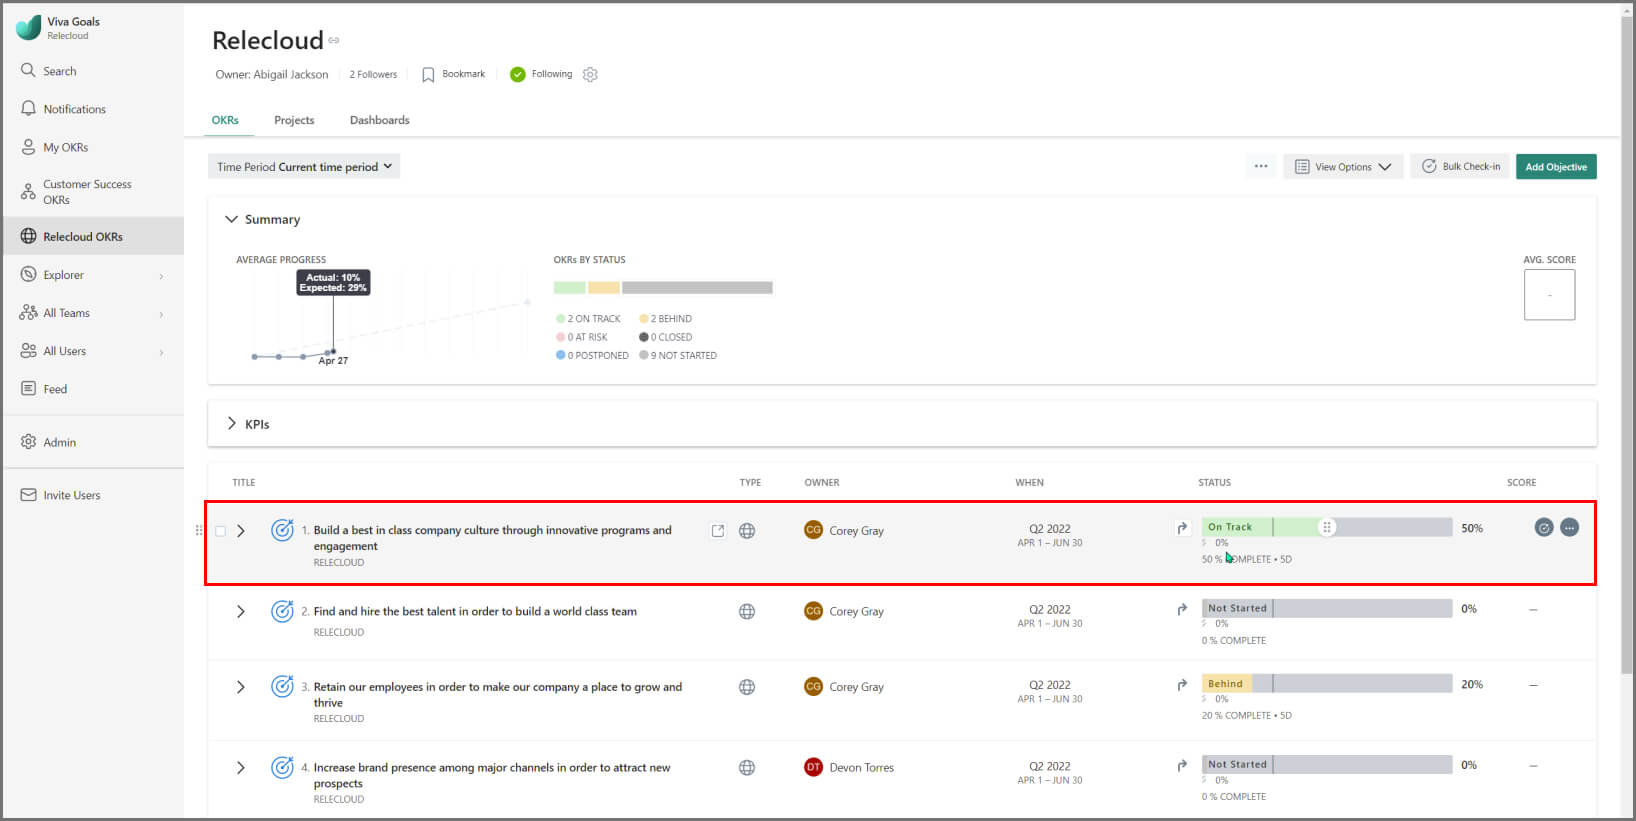 Viva Goals
Relecloud
Search
Notifications
My OKRs
Customer Success
OKRs
Relecloud OKRs
Explorer
All Teams
All Users
Feed
Admin
Invite Users
Relecloud
Owner: Abigail Jackson 2 Followers Bookmark Following
OKRs Projects Dashboards
Time Period Current time period
View Options Bulk Check-in Add Objective
Summary
AVERAGE PROGRESS
Actual: 10%
Expected: 29%
Apr 27
OKRs BY STATUS
2 ON TRACK 2 BEHIND
0 AT RISK 0 CLOSED
0 POSTPONED 9 NOT STARTED
AVG. SCORE
-
KPIs
TITLE TYPE OWNER WHEN STATUS SCORE
1. Build a best in class company culture through innovative programs and
engagement
RELECLOUD
CG Corey Gray
Q2 2022
APR 1 – JUN 30
On Track 50%
0%
50 % COMPLETE • 5D
2. Find and hire the best talent in order to build a world class team
RELECLOUD
CG Corey Gray
Q2 2022
APR 1 – JUN 30
Not Started 0% –
0%
0 % COMPLETE
3. Retain our employees in order to make our company a place to grow and
thrive
RELECLOUD
CG Corey Gray
Q2 2022
APR 1 – JUN 30
Behind 20% –
0%
20 % COMPLETE • 5D
4. Increase brand presence among major channels in order to attract new
prospects
RELECLOUD
DT Devon Torres
Q2 2022
APR 1 – JUN 30
Not Started 0% –
0%
0 % COMPLETE